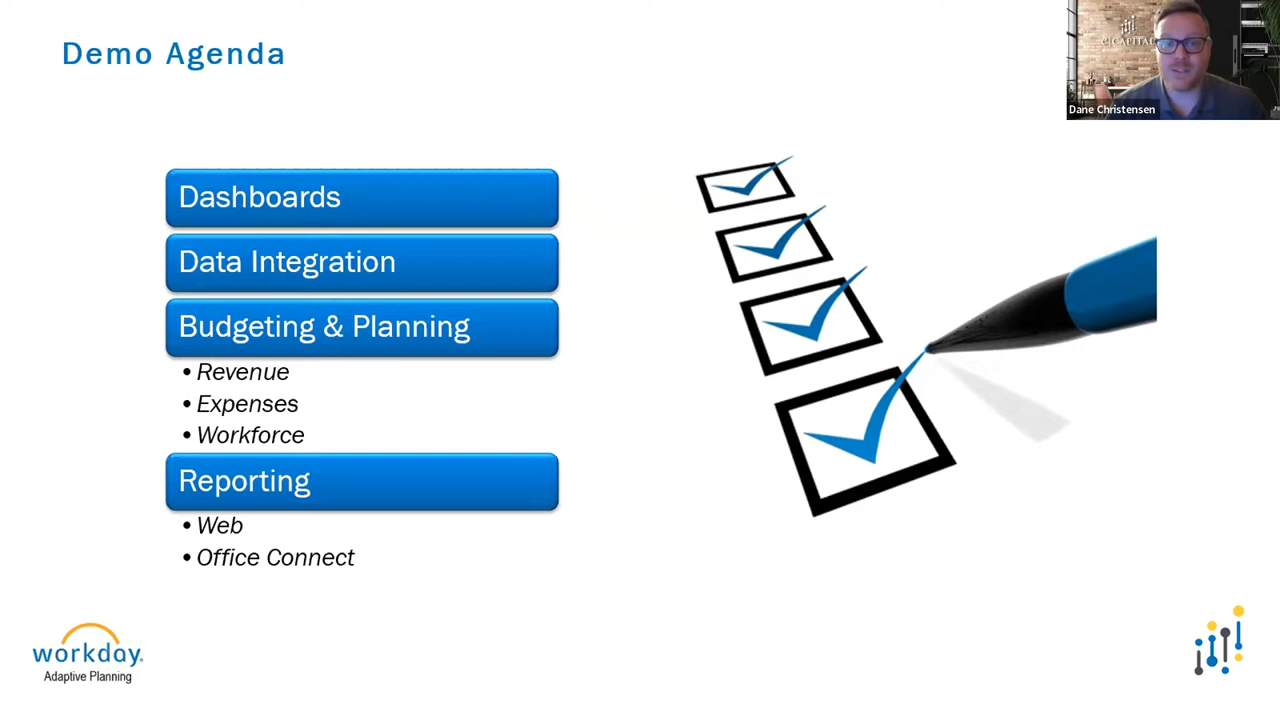 Demo Agenda
Dane Christensen
Dashboards
Data Integration
Budgeting & Planning
• Revenue
• Expenses
• Workforce
Reporting
• Web
• Office Connect
workday.
Adaptive Planning